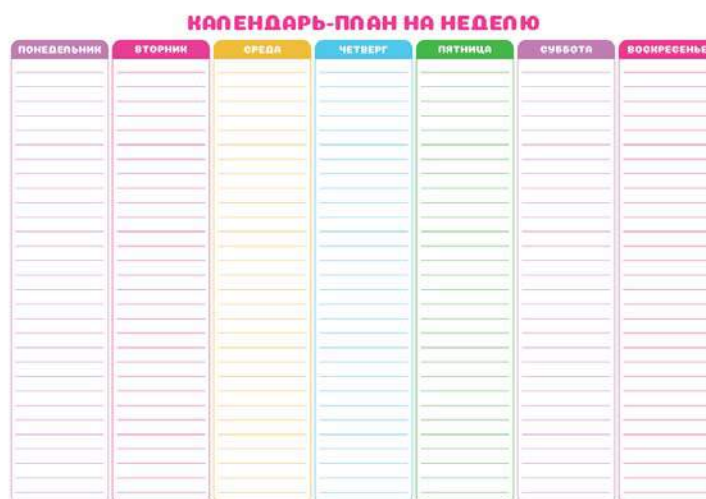 КАЛЕНДАРЬ-ПЛАН НА НЕДЕЛЮ
ПОНЕДЕЛЬНИК ВТОРНИК СРЕДА ЧЕТВЕРГ ПЯТНИЦА СУББОТА ВОСКРЕСЕНЬЕ